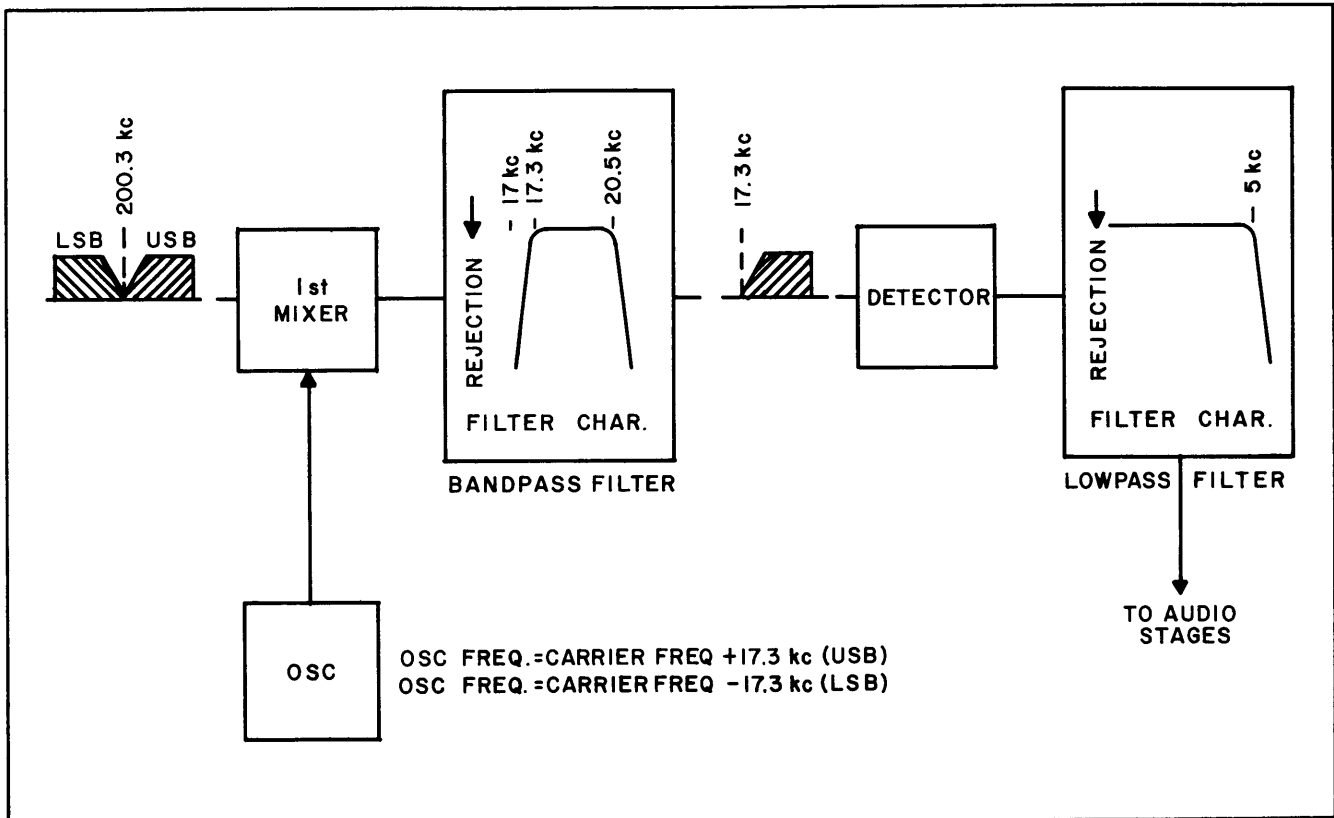 LSB
200.3 kc
USB
1st
MIXER
REJECTION
17 kc
17.3 kc
20.5 kc
FILTER CHAR.
BANDPASS FILTER
17.3 kc
DETECTOR
REJECTION
5 kc
FILTER CHAR.
LOWPASS FILTER
TO AUDIO
STAGES
OSC
OSC FREQ.=CARRIER FREQ +17.3 kc (USB)
OSC FREQ.=CARRIER FREQ -17.3 kc (LSB)